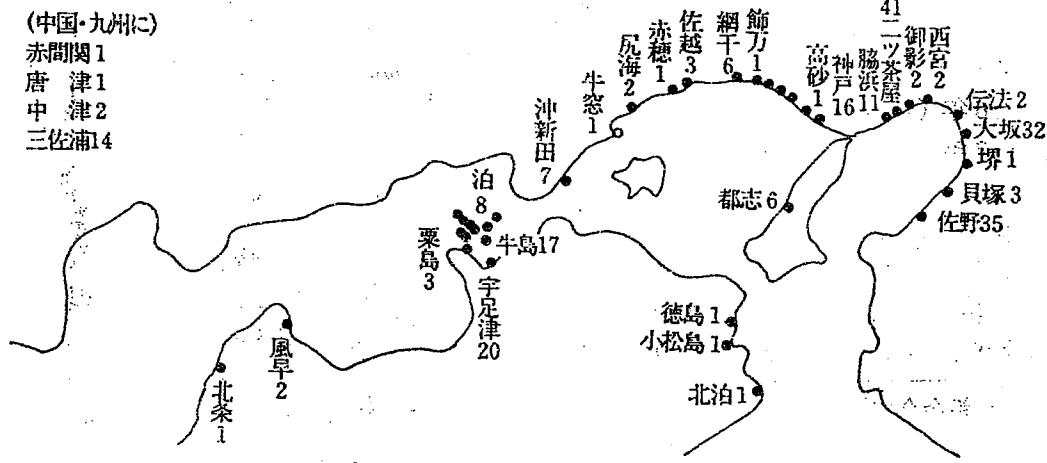 (中国・九州に)
赤間関1
唐津1
中津2
三佐浦14
北条1
風早2
粟島3
泊8
牛島17
宇足津20
沖新田7
牛窓1
尻海2
赤穂1
佐越3
網干6
飾万1
高砂1
神戸16
脇浜11
二ツ茶屋41
御影2
西宮2
伝法2
大坂32
堺1
貝塚3
佐野35
都志6
徳島1
小松島1
北泊1